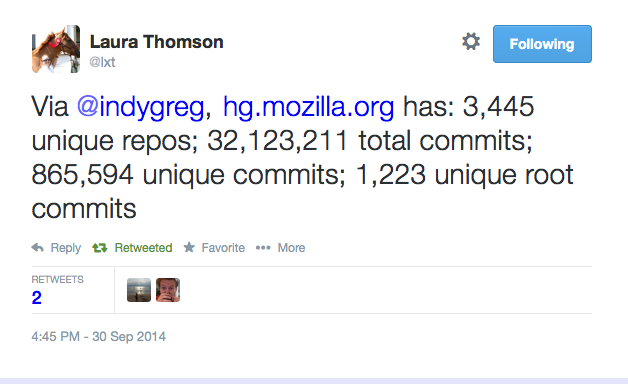 Laura Thomson
@lxt
Following
Via @indygreg, hg.mozilla.org has: 3,445
unique repos; 32,123,211 total commits;
865,594 unique commits; 1,223 unique root
commits
Reply Retweeted Favorite More
RETWEETS
2
4:45 PM - 30 Sep 2014